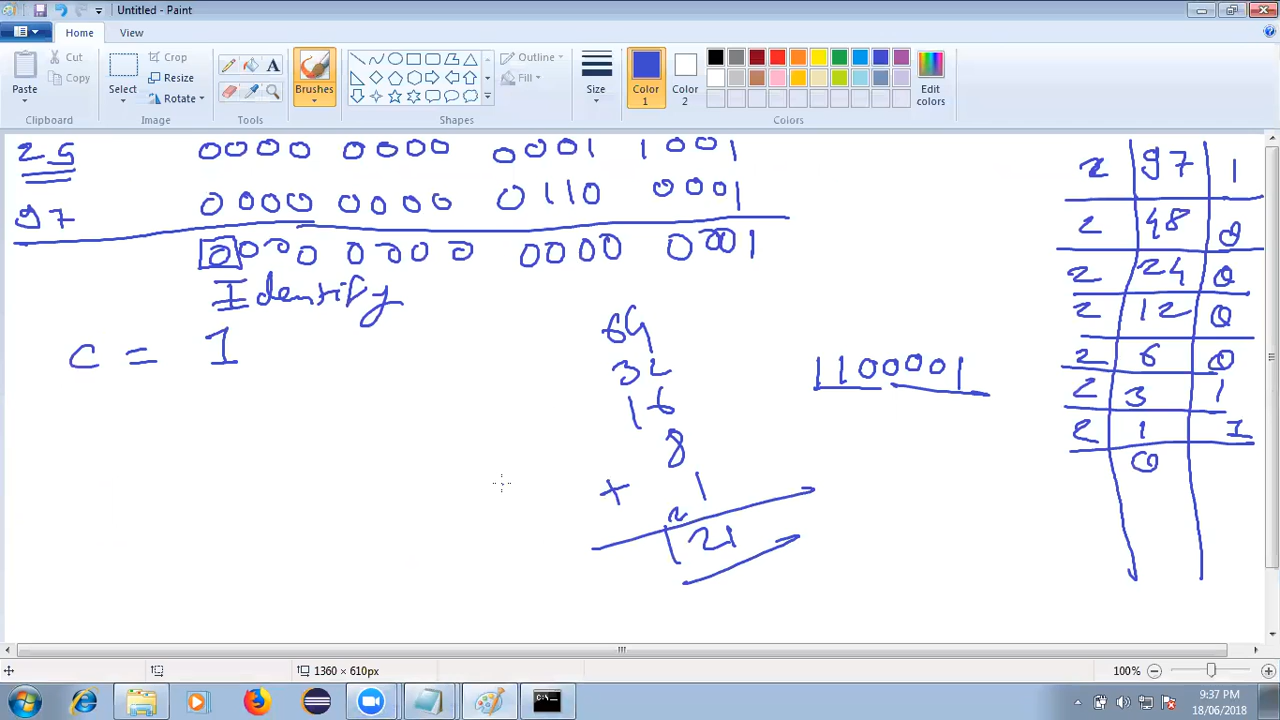 Untitled - Paint
Home View
Paste
Cut
Copy
Select
Crop
Resize
Rotate
A
Brushes
Outline
Fill
Size
Color 1
Color 2
Edit colors
Clipboard
Image
Tools
Shapes
Colors
25 0000 0000 0001 1001
97 0000 0000 0110 0001
0000 0000 0000 0001
Identify
c = 1
64
32
16
8
+ 1
2
121
1100001
2 97 1
2 48 0
2 24 0
2 12 0
2 6 0
2 3 1
2 1 1
0
1360 × 610px
100%
9:37 PM
18/06/2018